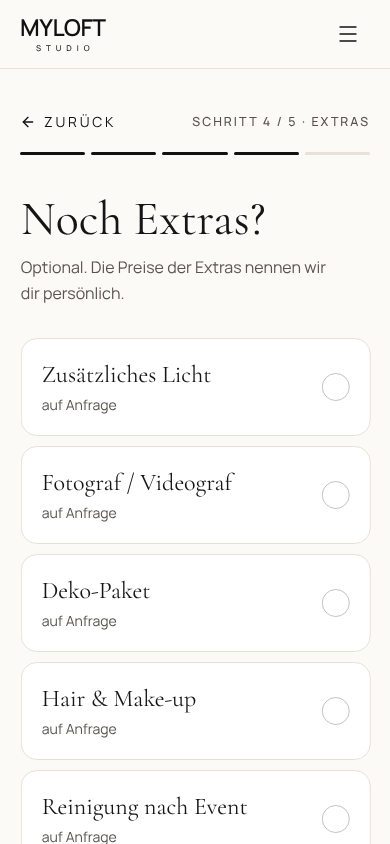 MYLOFT
STUDIO
← ZURÜCK
SCHRITT 4 / 5 · EXTRAS
Noch Extras?
Optional. Die Preise der Extras nennen wir
dir persönlich.
Zusätzliches Licht
auf Anfrage
Fotograf / Videograf
auf Anfrage
Deko-Paket
auf Anfrage
Hair & Make-up
auf Anfrage
Reinigung nach Event
auf Anfrage